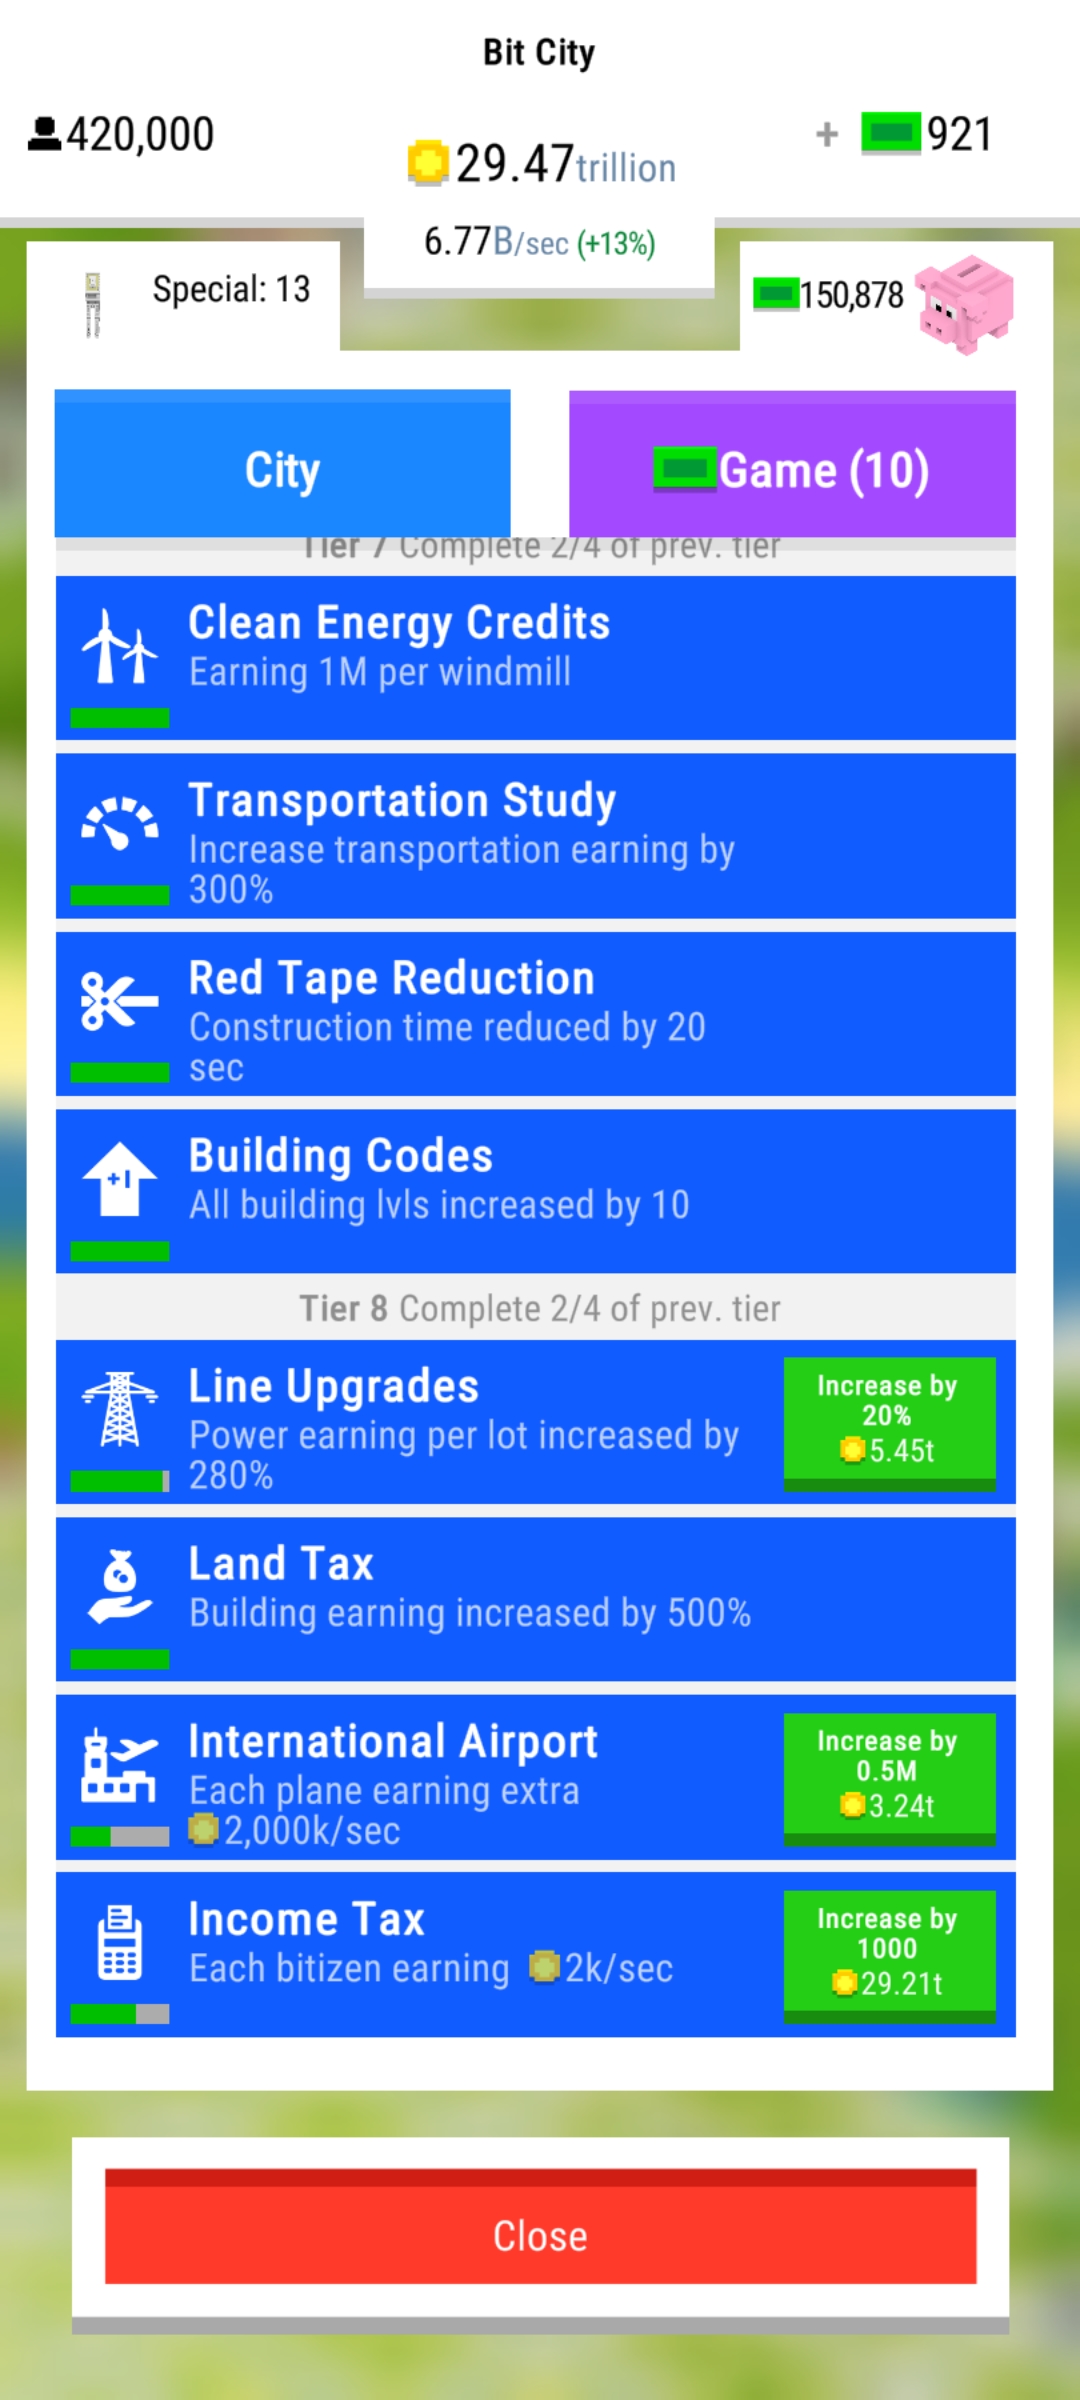 Bit City
420,000
29.47trillion
+ 921
6.77B/sec (+13%)
Special: 13
150,878
City
Game (10)
Tier 7 Complete 2/4 of prev. tier
Clean Energy Credits
Earning 1M per windmill
Transportation Study
Increase transportation earning by
300%
Red Tape Reduction
Construction time reduced by 20
sec
+1
Building Codes
All building lvls increased by 10
Tier 8 Complete 2/4 of prev. tier
Line Upgrades
Power earning per lot increased by
280%
Increase by
20%
5.45t
Land Tax
Building earning increased by 500%
International Airport
Each plane earning extra
2,000k/sec
Increase by
0.5M
3.24t
Income Tax
Each bitizen earning 2k/sec
Increase by
1000
29.21t
Close